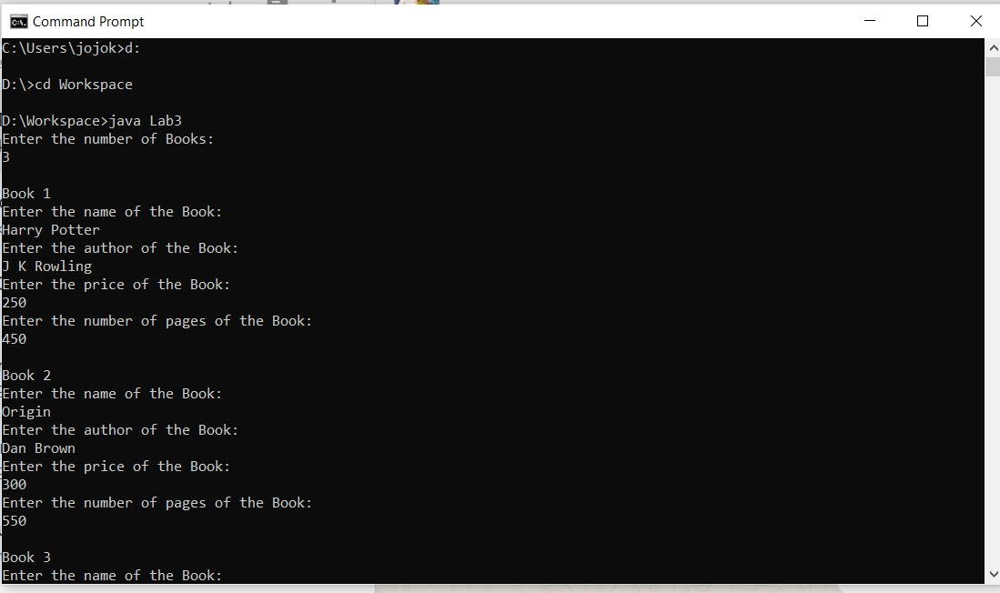 Command Prompt
C:\Users\jojok>d:
D:\>cd Workspace
D:\Workspace>java Lab3
Enter the number of Books:
3
Book 1
Enter the name of the Book:
Harry Potter
Enter the author of the Book:
J K Rowling
Enter the price of the Book:
250
Enter the number of pages of the Book:
450
Book 2
Enter the name of the Book:
Origin
Enter the author of the Book:
Dan Brown
Enter the price of the Book:
300
Enter the number of pages of the Book:
550
Book 3
Enter the name of the Book: